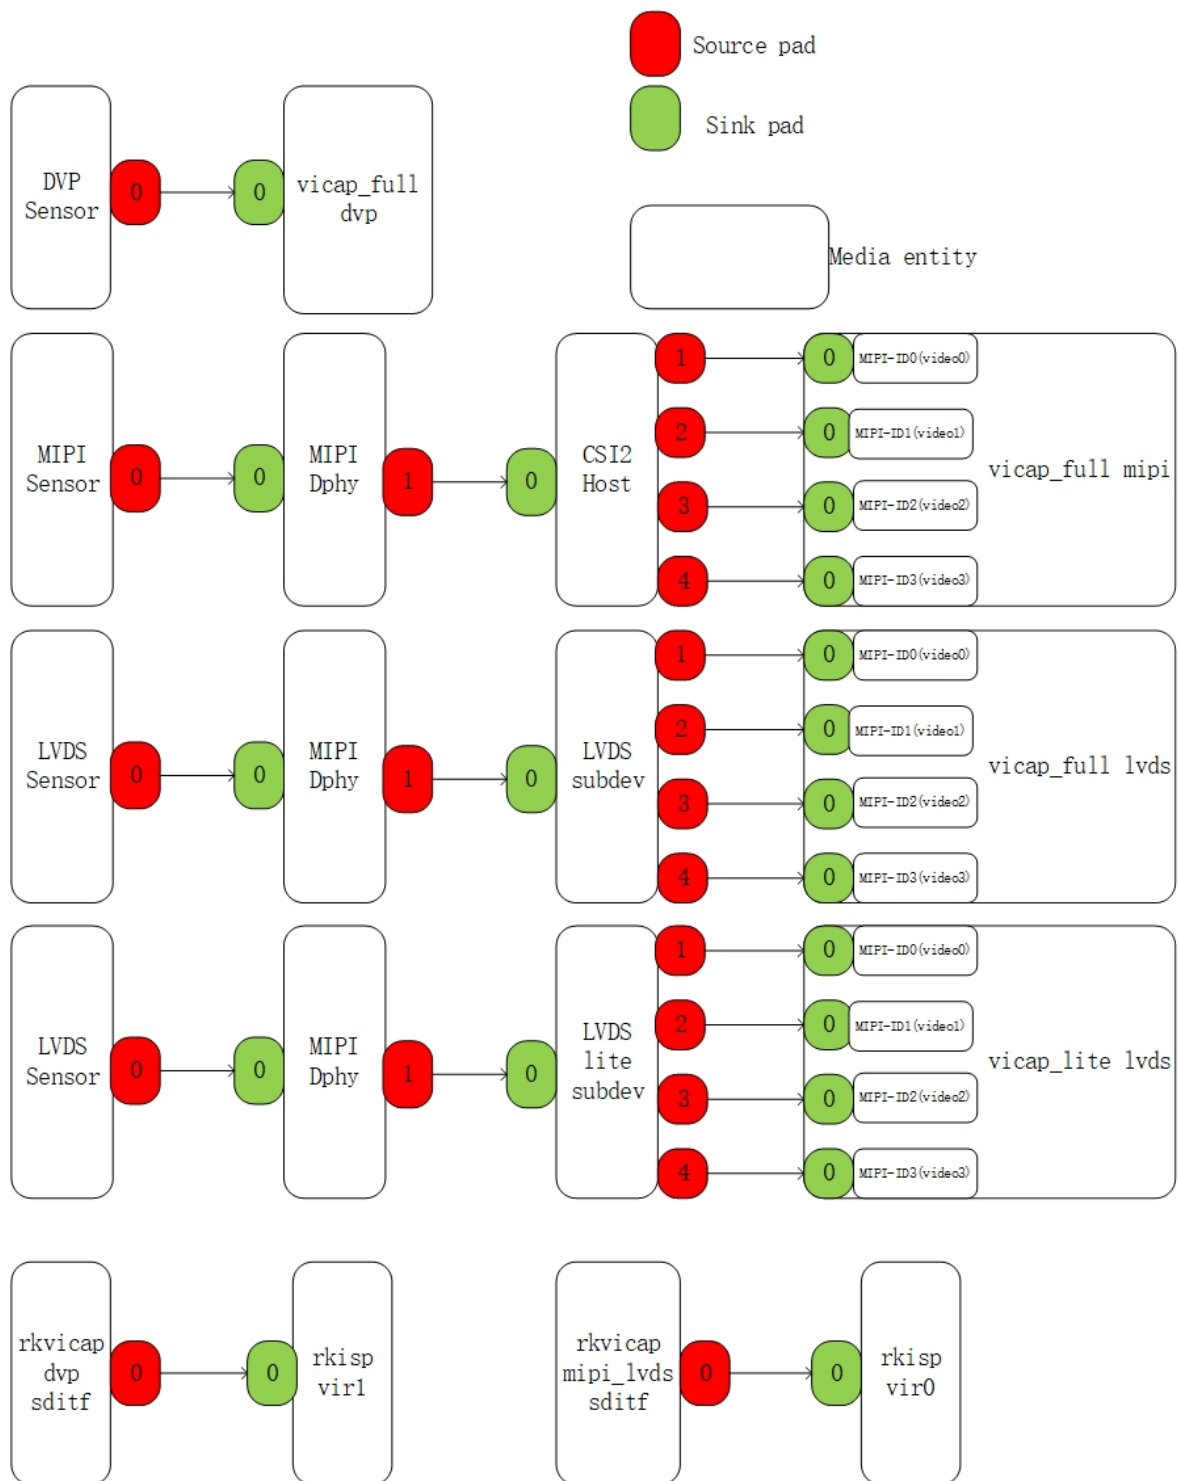 Source pad
Sink pad
DVP
Sensor
0
0
vicap_full
dvp
Media entity
MIPI
Sensor
0
0
MIPI
Dphy
1
0
CSI2
Host
1
0
MIPI-ID0(video0)
2
0
MIPI-ID1(video1)
3
0
MIPI-ID2(video2)
4
0
MIPI-ID3(video3)
vicap_full mipi
LVDS
Sensor
0
0
MIPI
Dphy
1
0
LVDS
subdev
1
0
MIPI-ID0(video0)
2
0
MIPI-ID1(video1)
3
0
MIPI-ID2(video2)
4
0
MIPI-ID3(video3)
vicap_full lvds
LVDS
Sensor
0
0
MIPI
Dphy
1
0
LVDS
lite
subdev
1
0
MIPI-ID0(video0)
2
0
MIPI-ID1(video1)
3
0
MIPI-ID2(video2)
4
0
MIPI-ID3(video3)
vicap_lite lvds
rkvicap
dvp
sditf
0
0
rkisp
vir1
rkvicap
mipi_lvds
sditf
0
0
rkisp
vir0